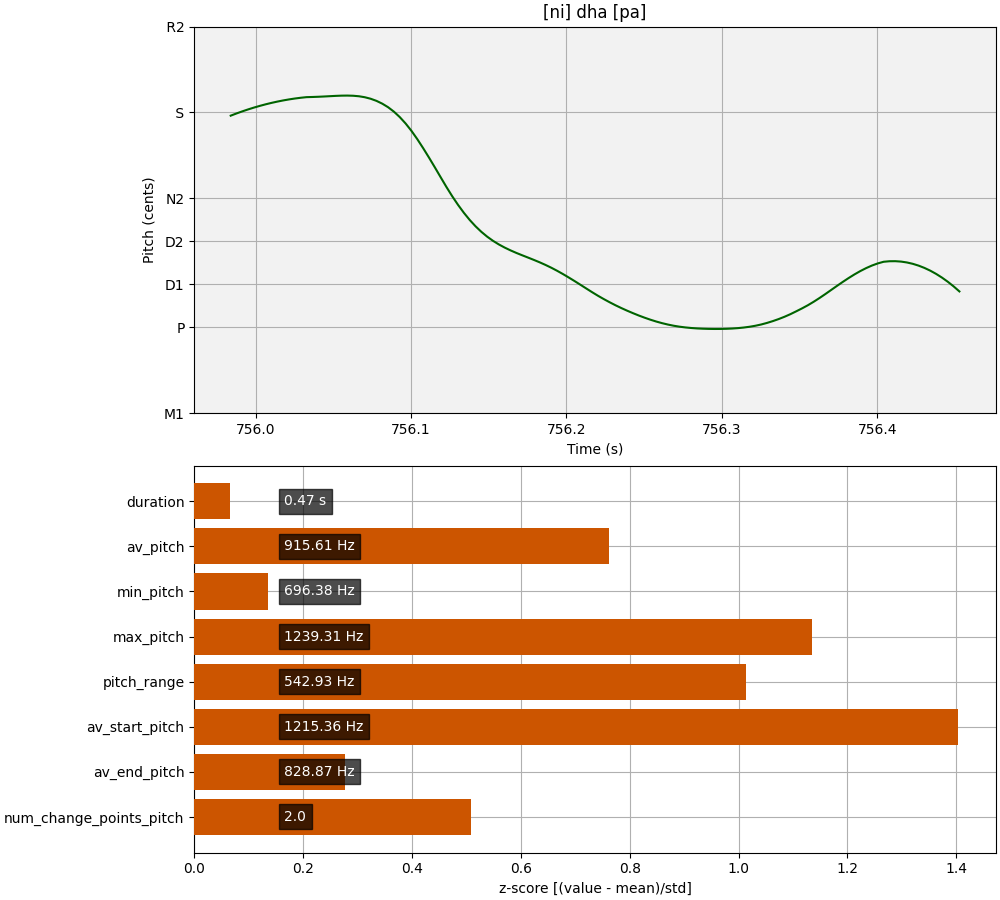 [ni] dha [pa]
R2
S
N2
D2
D1
P
M1
Pitch (cents)
756.0 756.1 756.2 756.3 756.4
Time (s)
duration 0.47 s
av_pitch 915.61 Hz
min_pitch 696.38 Hz
max_pitch 1239.31 Hz
pitch_range 542.93 Hz
av_start_pitch 1215.36 Hz
av_end_pitch 828.87 Hz
num_change_points_pitch 2.0
0.0 0.2 0.4 0.6 0.8 1.0 1.2 1.4
z-score [(value - mean)/std]